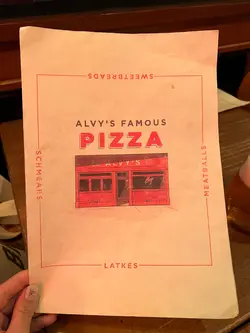 SWEETBREADS
ALVY'S FAMOUS
PIZZA
ALVY'S
SCHMEARS
MEATBALLS
LATKES